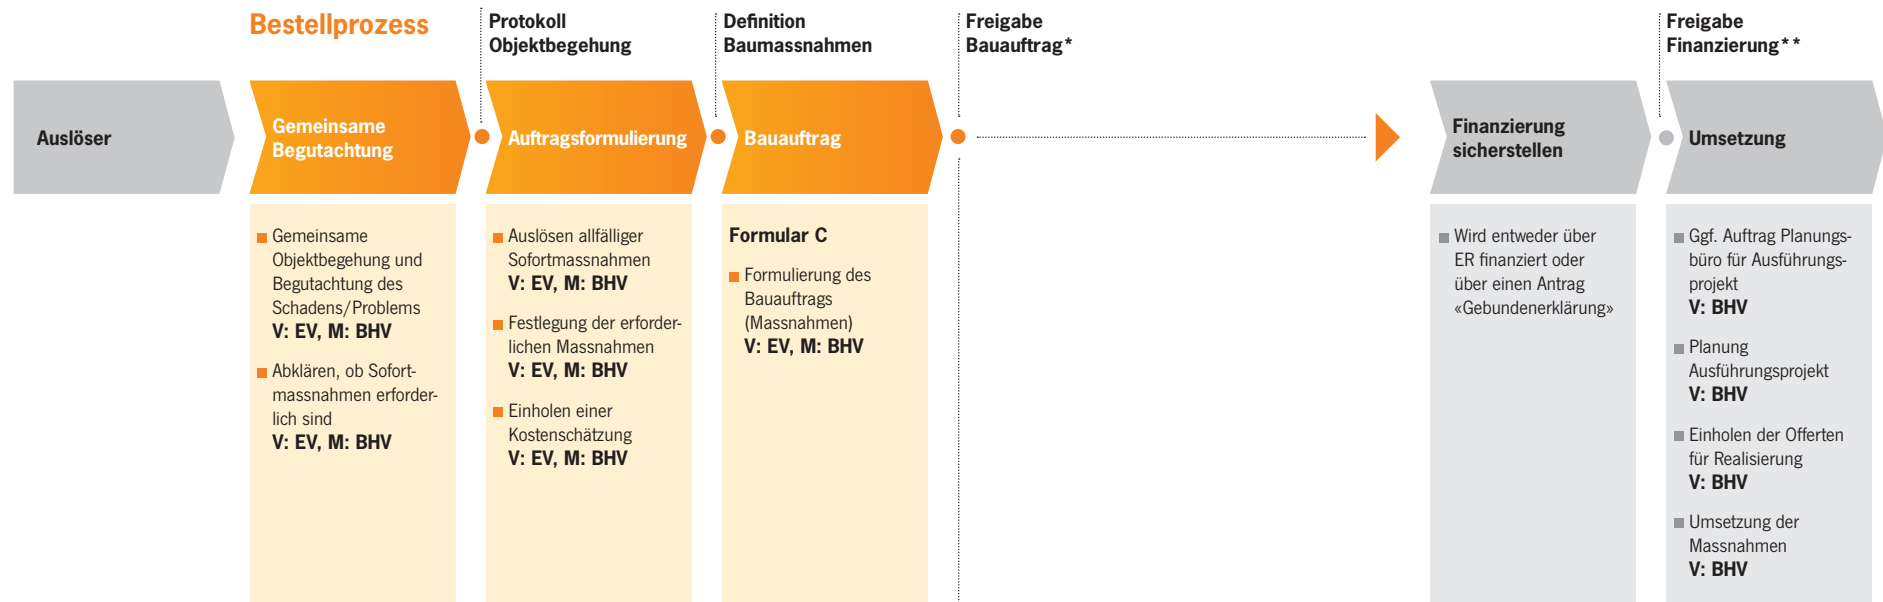 Bestellprozess
Protokoll
Objektbegehung
Definition
Baumassnahmen
Freigabe
Bauauftrag*
Freigabe
Finanzierung**
Auslöser
Gemeinsame
Begutachtung
Auftragsformulierung
Bauauftrag
Finanzierung
sicherstellen
Umsetzung
Gemeinsame
Objektbegehung und
Begutachtung des
Schadens/Problems
V: EV, M: BHV
Abklären, ob Sofort-
massnahmen erforder-
lich sind
V: EV, M: BHV
Auslösen allfälliger
Sofortmassnahmen
V: EV, M: BHV
Festlegung der erforder-
lichen Massnahmen
V: EV, M: BHV
Einholen einer
Kostenschätzung
V: EV, M: BHV
Formular C
Formulierung des
Bauauftrags
(Massnahmen)
V: EV, M: BHV
Wird entweder über
ER finanziert oder
über einen Antrag
«Gebundenerklärung»
Ggf. Auftrag Planungs-
büro für Ausführungs-
projekt
V: BHV
Planung
Ausführungsprojekt
V: BHV
Einholen der Offerten
für Realisierung
V: BHV
Umsetzung der
Massnahmen
V: BHV